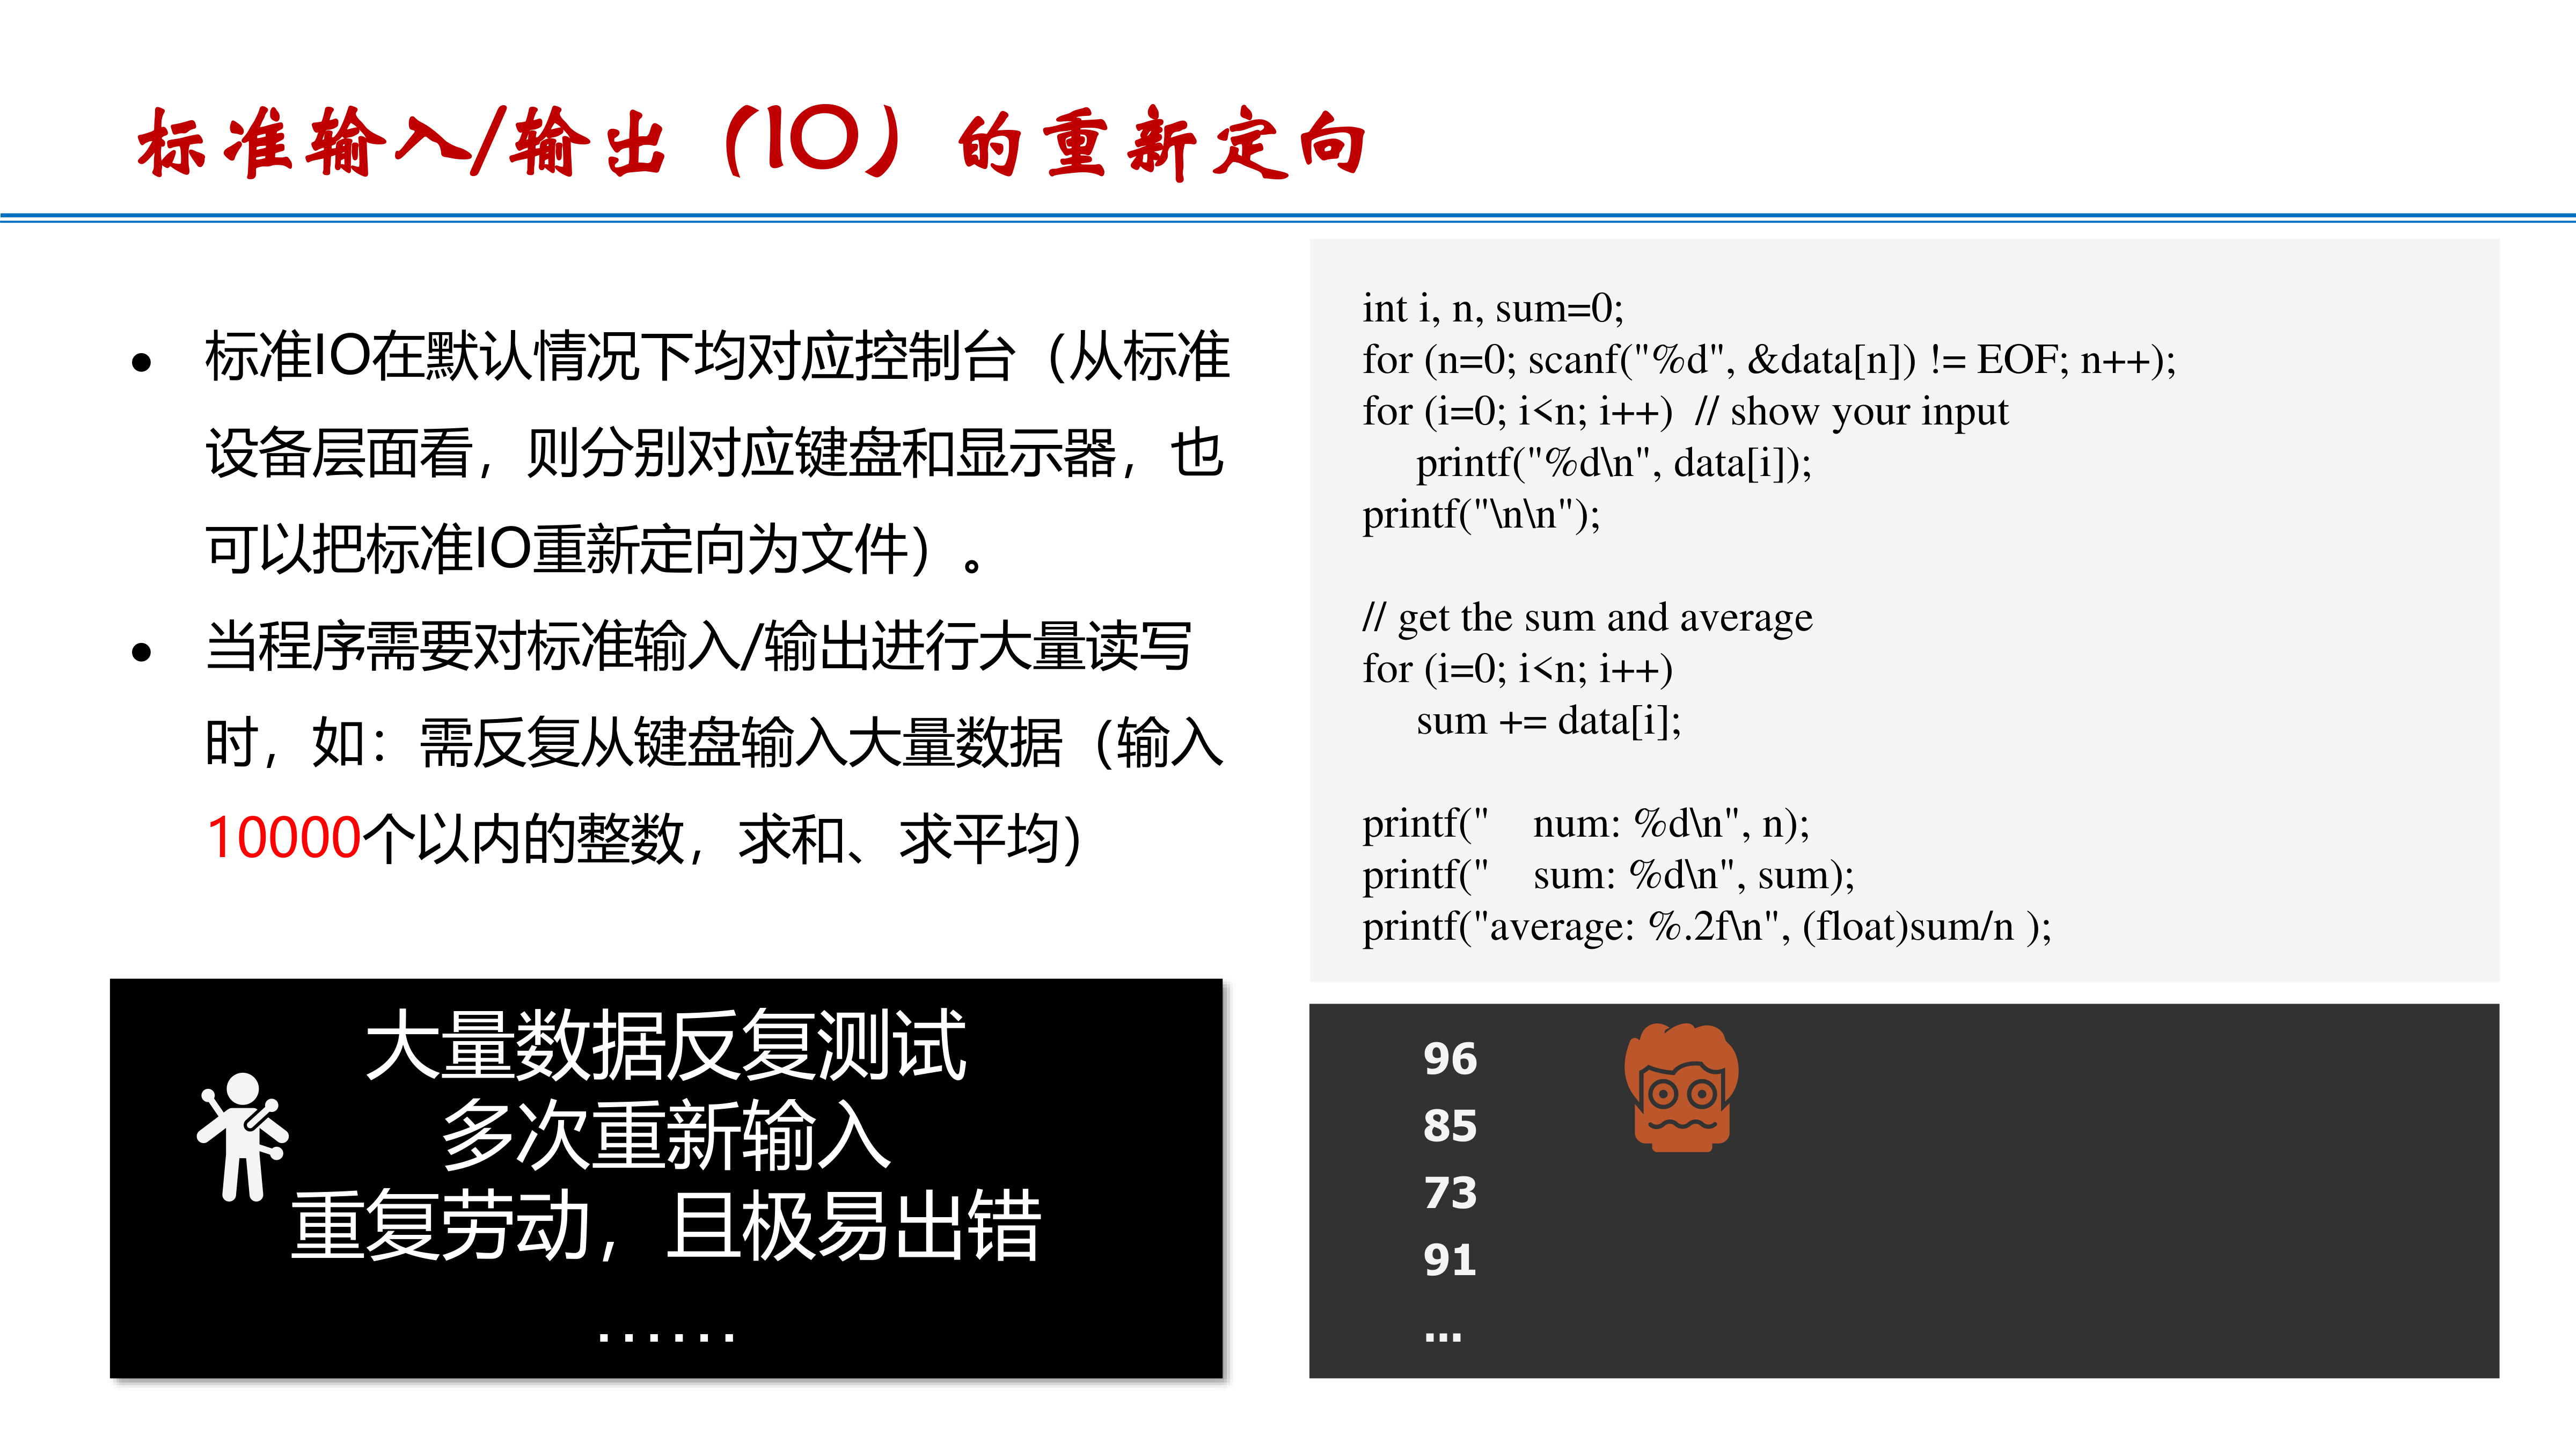 标准输入/输出（IO）的重新定向
● 标准IO在默认情况下均对应控制台（从标准
设备层面看，则分别对应键盘和显示器，也
可以把标准IO重新定向为文件）。
● 当程序需要对标准输入/输出进行大量读写
时，如：需反复从键盘输入大量数据（输入
10000个以内的整数，求和、求平均）
大量数据反复测试
多次重新输入
重复劳动，且极易出错
……
int i, n, sum=0;
for (n=0; scanf("%d", &data[n]) != EOF; n++);
for (i=0; i<n; i++)  // show your input
     printf("%d\n", data[i]);
printf("\n\n");
// get the sum and average
for (i=0; i<n; i++)
     sum += data[i];
printf("    num: %d\n", n);
printf("    sum: %d\n", sum);
printf("average: %.2f\n", (float)sum/n );
96
85
73
91
...